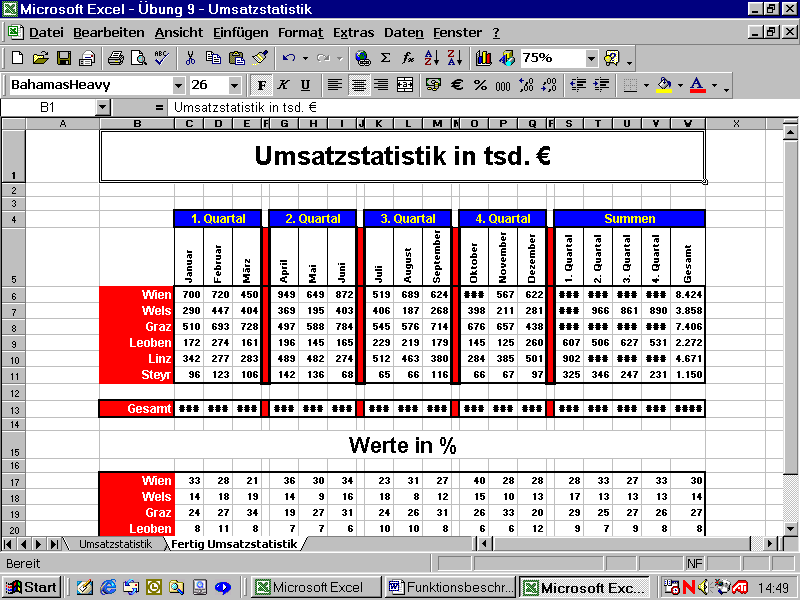 Microsoft Excel - Übung 9 - Umsatzstatistik
Datei Bearbeiten Ansicht Einfügen Format Extras Daten Fenster ?
75%
BahamasHeavy 26 F K U
B1 = Umsatzstatistik in tsd. €
A B C D E F G H I J K L M N O P Q R S T U V W X
1 Umsatzstatistik in tsd. €
2
3
4 1. Quartal 2. Quartal 3. Quartal 4. Quartal Summen
5 Januar Februar März April Mai Juni Juli August September Oktober November Dezember 1. Quartal 2. Quartal 3. Quartal 4. Quartal Gesamt
6 Wien 700 720 450 949 649 872 519 689 624 ### 567 622 ### ### ### ### 8.424
7 Wels 290 447 404 369 195 403 406 187 268 398 211 281 ### 966 861 890 3.858
8 Graz 510 693 728 497 588 784 545 576 714 676 657 438 ### ### ### ### 7.406
9 Leoben 172 274 161 196 145 165 229 219 179 145 125 260 607 506 627 531 2.272
10 Linz 342 277 283 489 482 274 512 463 380 284 385 501 902 ### ### ### 4.671
11 Steyr 96 123 106 142 136 68 65 66 116 66 67 97 325 346 247 231 1.150
12
13 Gesamt ### ### ### ### ### ### ### ### ### ### ### ### ### ### ### ### ####
14
15 Werte in %
16
17 Wien 33 28 21 36 30 34 23 31 27 40 28 28 28 33 27 33 30
18 Wels 14 18 19 14 9 16 18 8 12 15 10 13 17 13 13 13 14
19 Graz 24 27 34 19 27 31 24 26 31 26 33 20 29 25 27 26 27
20 Leoben 8 11 8 7 7 6 10 10 8 6 6 12 9 7 9 8 8
Umsatzstatistik Fertig Umsatzstatistik
Bereit NF
Start Microsoft Excel Funktionsbeschr... Microsoft Exc... 14:49